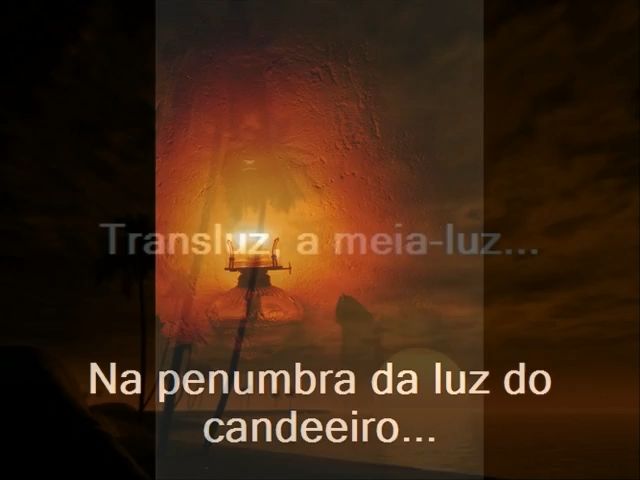 Transluz, a meia-luz...
Na penumbra da luz do
candeeiro...